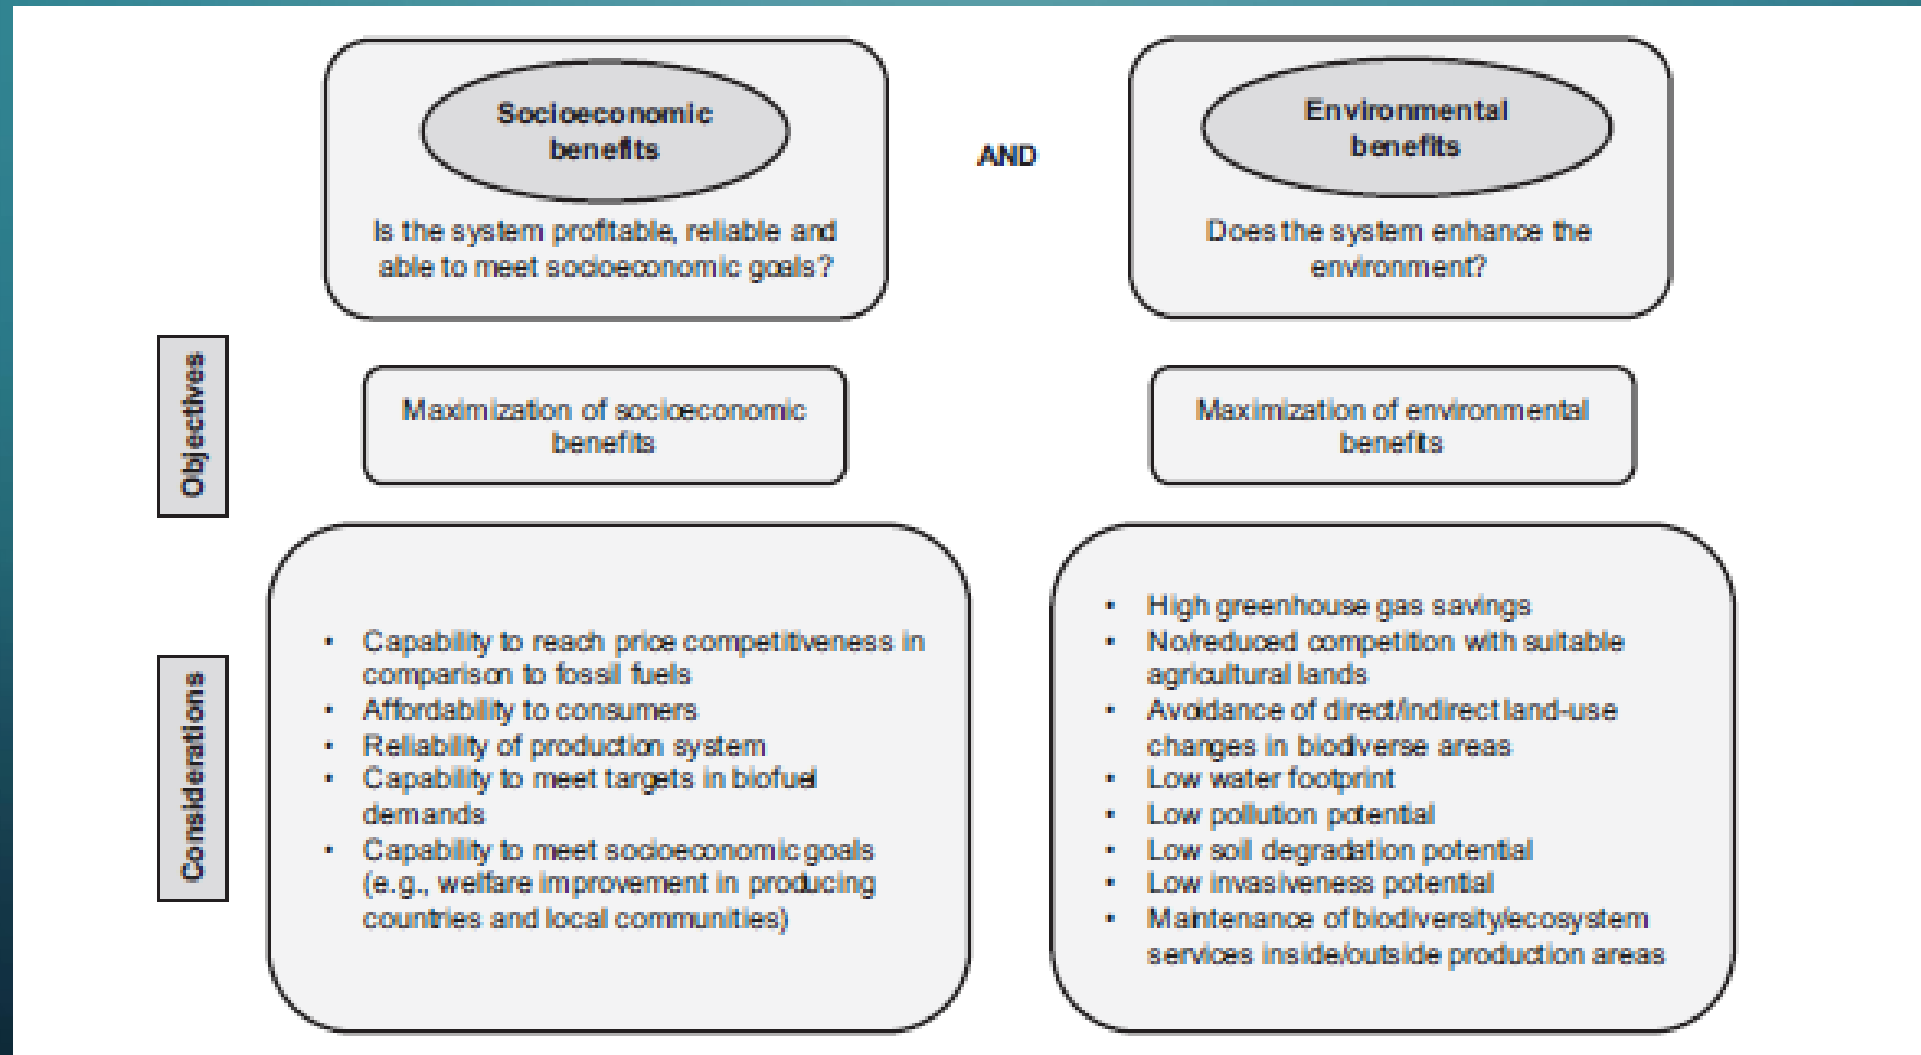 Socioeconomic
benefits
Is the system profitable, reliable and
able to meet socioeconomic goals?
AND
Environmental
benefits
Does the system enhance the
environment?
Objectives
Maximization of socioeconomic
benefits
Maximization of environmental
benefits
Considerations
• Capability to reach price competitiveness in
comparison to fossil fuels
• Affordability to consumers
• Reliability of production system
• Capability to meet targets in biofuel
demands
• Capability to meet socioeconomic goals
(e.g., welfare improvement in producing
countries and local communities)
• High greenhouse gas savings
• No/reduced competition with suitable
agricultural lands
• Avoidance of direct/indirect land-use
changes in biodiverse areas
• Low water footprint
• Low pollution potential
• Low soil degradation potential
• Low invasiveness potential
• Maintenance of biodiversity/ecosystem
services inside/outside production areas